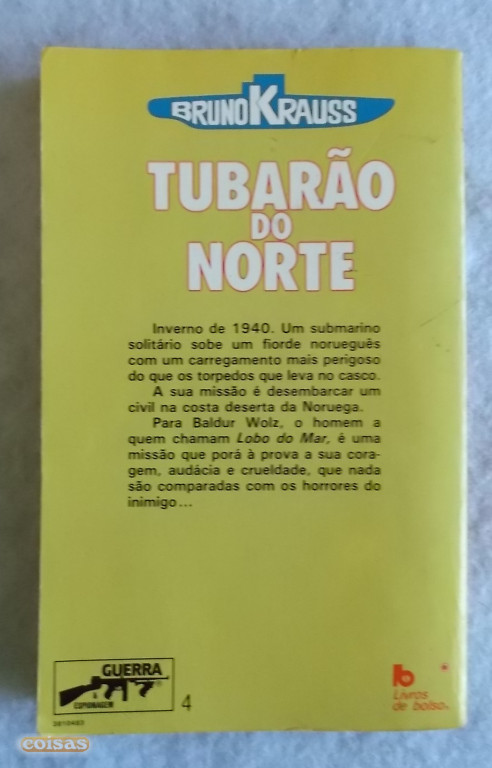 BRUNO KRAUSS
TUBARÃO
DO
NORTE
Inverno de 1940. Um submarino
solitário sobe um fiorde norueguês
com um carregamento mais perigoso
do que os torpedos que leva no casco.
A sua missão é desembarcar um
civil na costa deserta da Noruega.
Para Baldur Wolz, o homem a
quem chamam Lobo do Mar, é uma
missão que porá à prova a sua cora-
gem, audácia e crueldade, que nada
são comparadas com os horrores do
inimigo...
GUERRA
&
ESPIONAGEM
4
Livros
de bolso
coisas